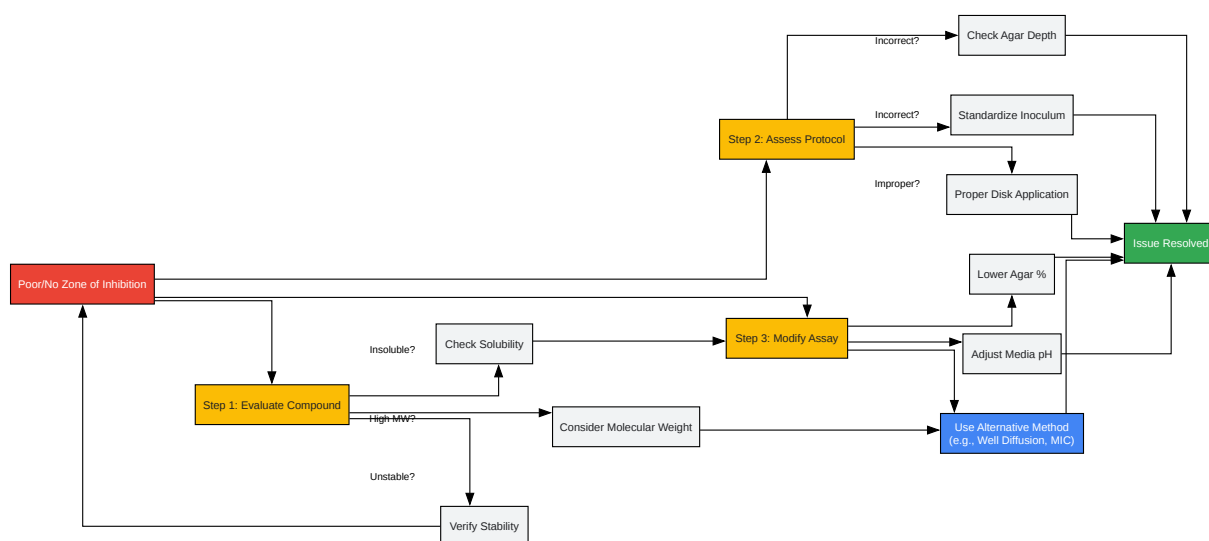 Incorrect?
Check Agar Depth
Incorrect?
Standardize Inoculum
Step 2: Assess Protocol
Improper?
Proper Disk Application
Issue Resolved
Poor/No Zone of Inhibition
Lower Agar %
Insoluble?
Check Solubility
Step 3: Modify Assay
Adjust Media pH
Step 1: Evaluate Compound
High MW?
Consider Molecular Weight
Use Alternative Method
(e.g., Well Diffusion, MIC)
Unstable?
Verify Stability